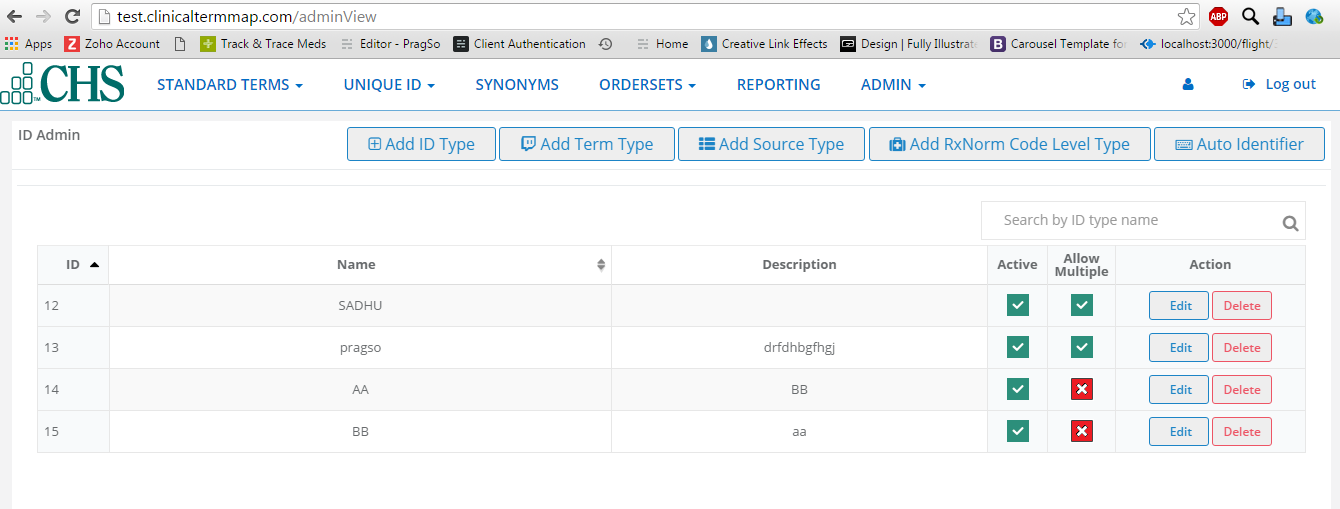 test.clinicaltermmap.com/adminView
ABP
Apps Zoho Account Track & Trace Meds Editor - PragSo Client Authentication Home Creative Link Effects Design | Fully Illustrat Carousel Template fo localhost:3000/flight/
CHS™ STANDARD TERMS UNIQUE ID SYNONYMS ORDERSETS REPORTING ADMIN Log out
ID Admin Add ID Type Add Term Type Add Source Type Add RxNorm Code Level Type Auto Identifier
Search by ID type name
ID Name Description Active Allow Multiple Action
12 SADHU Edit Delete
13 pragso drfdhbgfhgj Edit Delete
14 AA BB Edit Delete
15 BB aa Edit Delete